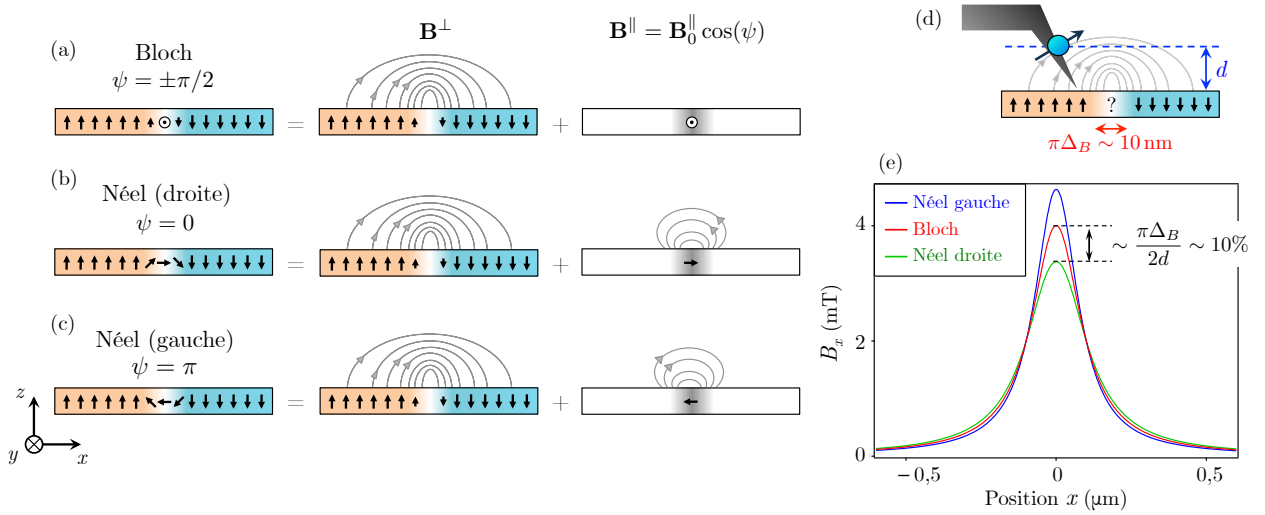 (a)
Bloch
ψ = ±π/2
B⊥
B∥ = B₀∥ cos(ψ)
=
+
(b)
Néel (droite)
ψ = 0
=
+
(c)
Néel (gauche)
ψ = π
=
+
z
y
x
(d)
d
?
πΔ_B ∼ 10 nm
(e)
Néel gauche
Bloch
Néel droite
∼ πΔ_B / 2d ∼ 10%
B_x (mT)
4
2
0
−0,5
0
0,5
Position x (μm)